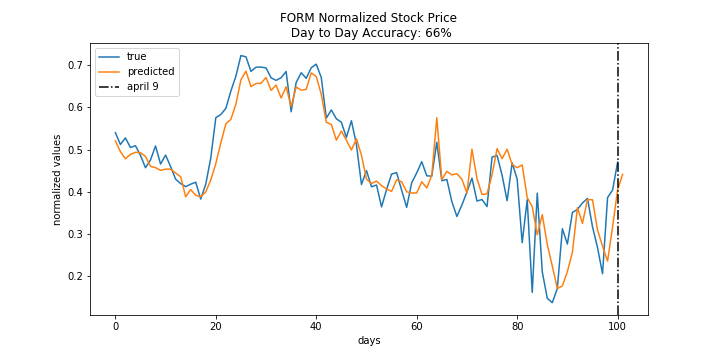 FORM Normalized Stock Price
Day to Day Accuracy: 66%
true
predicted
april 9
normalized values
0.7
0.6
0.5
0.4
0.3
0.2
0
20
40
60
80
100
days